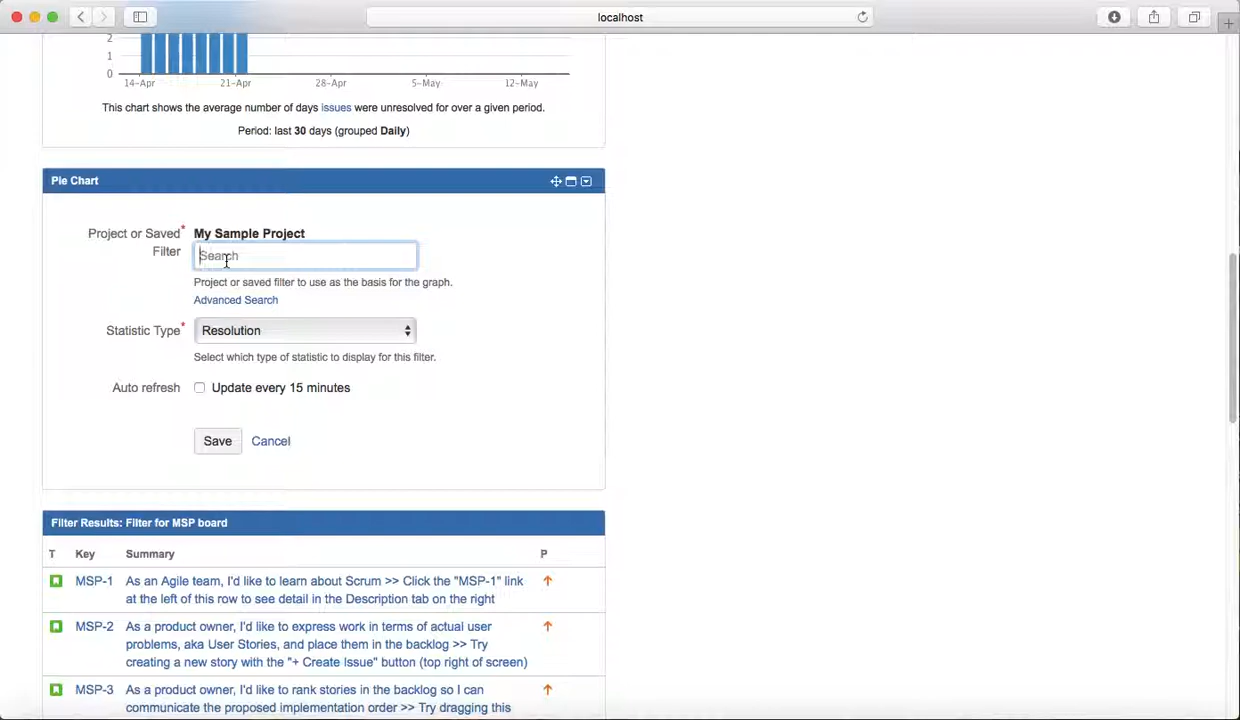 localhost
2
1
0
14-Apr 21-Apr 28-Apr 5-May 12-May
This chart shows the average number of days issues were unresolved for over a given period.
Period: last 30 days (grouped Daily)
Pie Chart
Project or Saved* My Sample Project
Filter Search
Project or saved filter to use as the basis for the graph.
Advanced Search
Statistic Type* Resolution
Select which type of statistic to display for this filter.
Auto refresh Update every 15 minutes
Save Cancel
Filter Results: Filter for MSP board
T Key Summary P
MSP-1 As an Agile team, I'd like to learn about Scrum >> Click the "MSP-1" link
at the left of this row to see detail in the Description tab on the right
MSP-2 As a product owner, I'd like to express work in terms of actual user
problems, aka User Stories, and place them in the backlog >> Try
creating a new story with the "+ Create Issue" button (top right of screen)
MSP-3 As a product owner, I'd like to rank stories in the backlog so I can
communicate the proposed implementation order >> Try dragging this